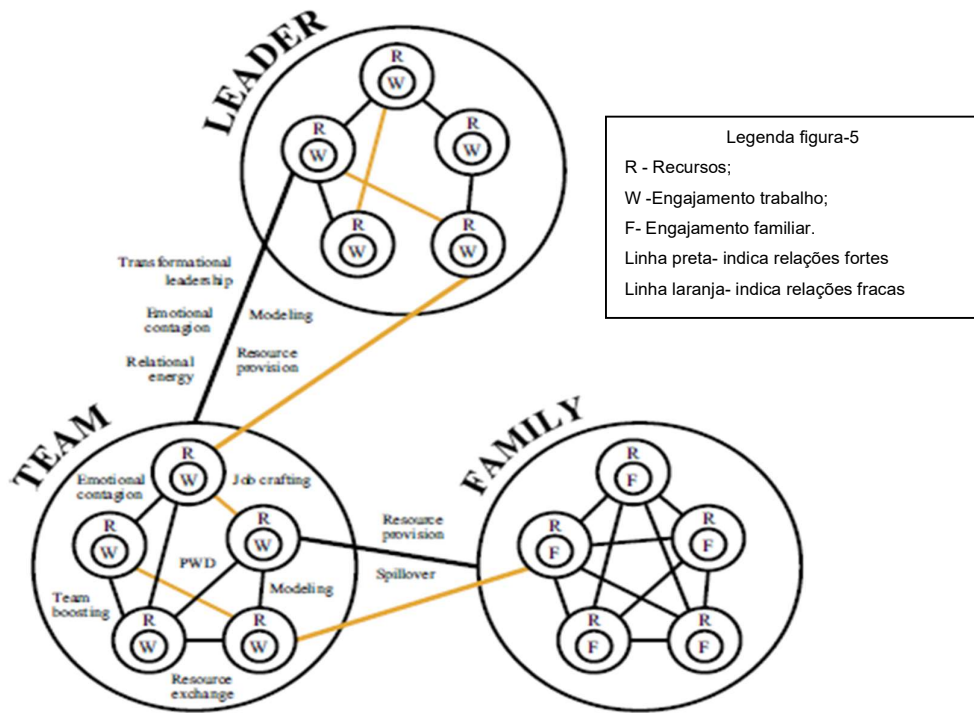 LEADER
R
W
R
W
R
W
R
W
R
W
Legenda figura-5
R - Recursos;
W -Engajamento trabalho;
F- Engajamento familiar.
Linha preta- indica relações fortes
Linha laranja- indica relações fracas
Transformational
leadership
Emotional
contagion
Modeling
Relational
energy
Resource
provision
TEAM
R
W
Emotional
contagion
Job crafting
R
W
R
W
PWD
Team
boosting
Modeling
R
W
R
W
Resource
exchange
Resource
provision
Spillover
FAMILY
R
F
R
F
R
F
R
F
R
F